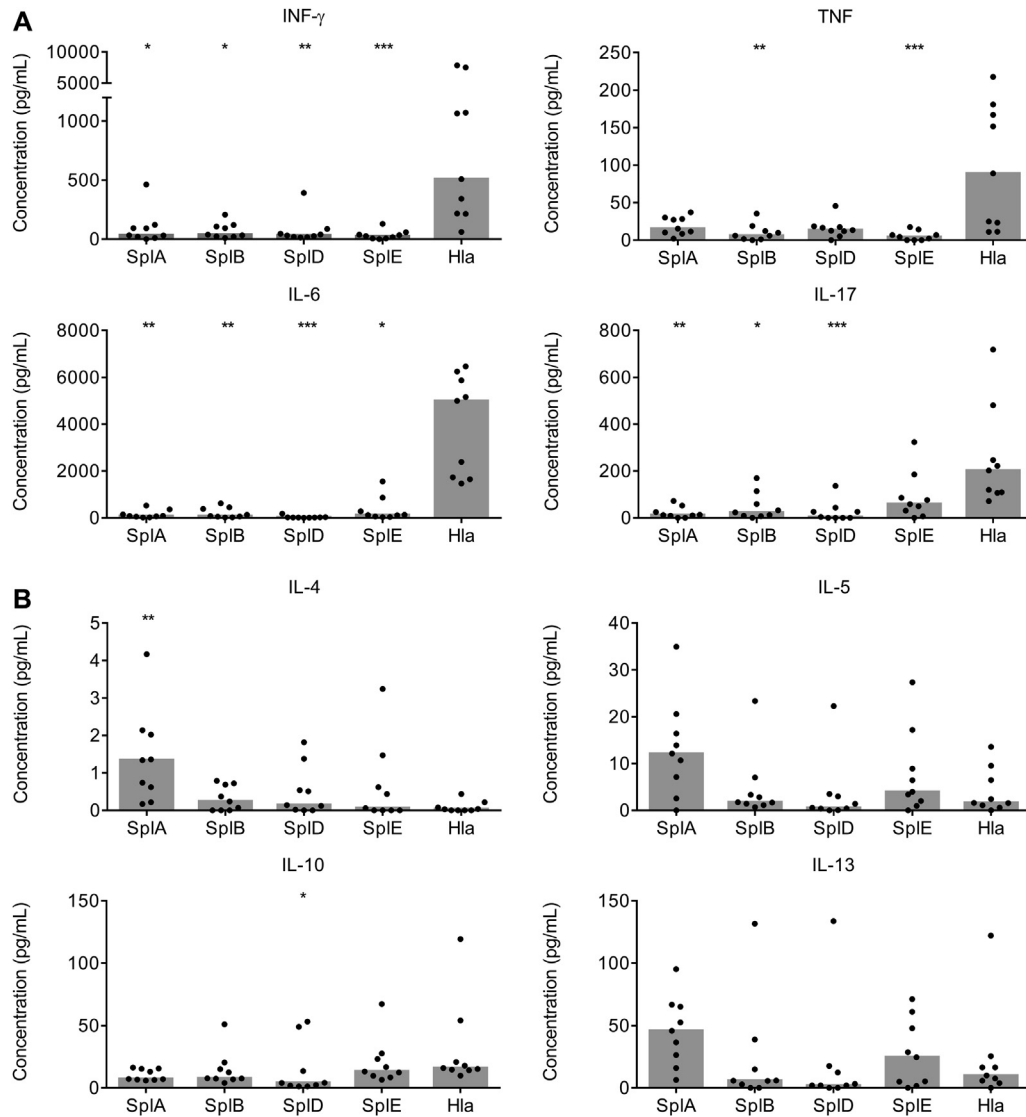 A
INF-γ
* * ** ***
Concentration (pg/mL)
10000
5000
1000
500
0
SplA SplB SplD SplE Hla
TNF
** ***
Concentration (pg/mL)
250
200
150
100
50
0
SplA SplB SplD SplE Hla
IL-6
** ** *** *
Concentration (pg/mL)
8000
6000
4000
2000
0
SplA SplB SplD SplE Hla
IL-17
** * ***
Concentration (pg/mL)
800
600
400
200
0
SplA SplB SplD SplE Hla
B
IL-4
**
Concentration (pg/mL)
5
4
3
2
1
0
SplA SplB SplD SplE Hla
IL-5
Concentration (pg/mL)
40
30
20
10
0
SplA SplB SplD SplE Hla
IL-10
*
Concentration (pg/mL)
150
100
50
0
SplA SplB SplD SplE Hla
IL-13
Concentration (pg/mL)
150
100
50
0
SplA SplB SplD SplE Hla